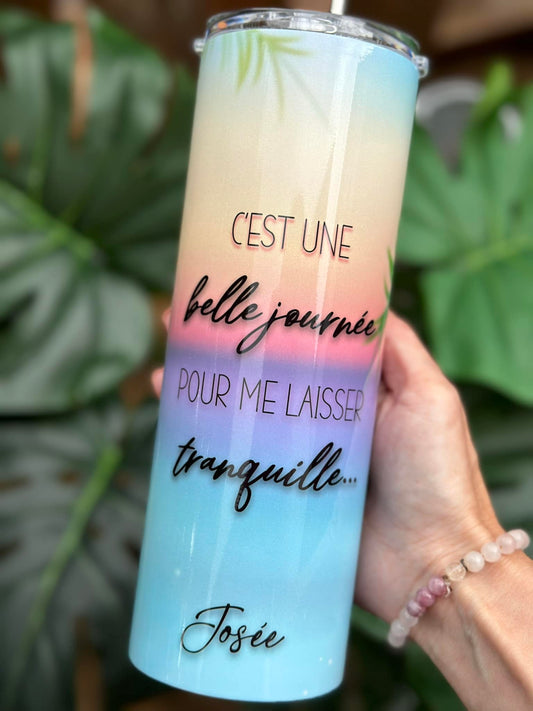 C'EST UNE
belle journée
POUR ME LAISSER
tranquille...
Josée